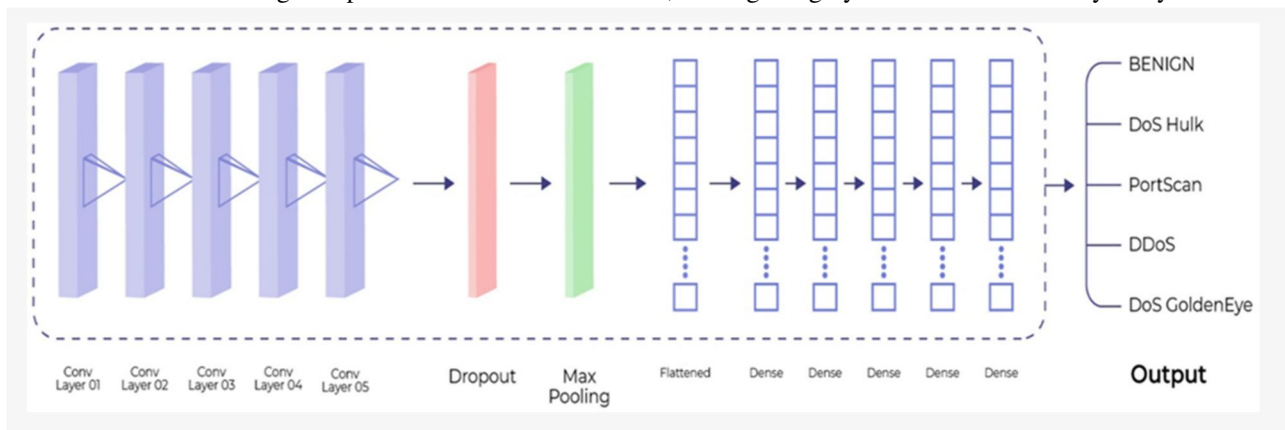 BENIGN
DoS Hulk
PortScan
DDoS
DoS GoldenEye
Conv
Layer 01
Conv
Layer 02
Conv
Layer 03
Conv
Layer 04
Conv
Layer 05
Dropout
Max
Pooling
Flattened
Dense
Dense
Dense
Dense
Dense
Output